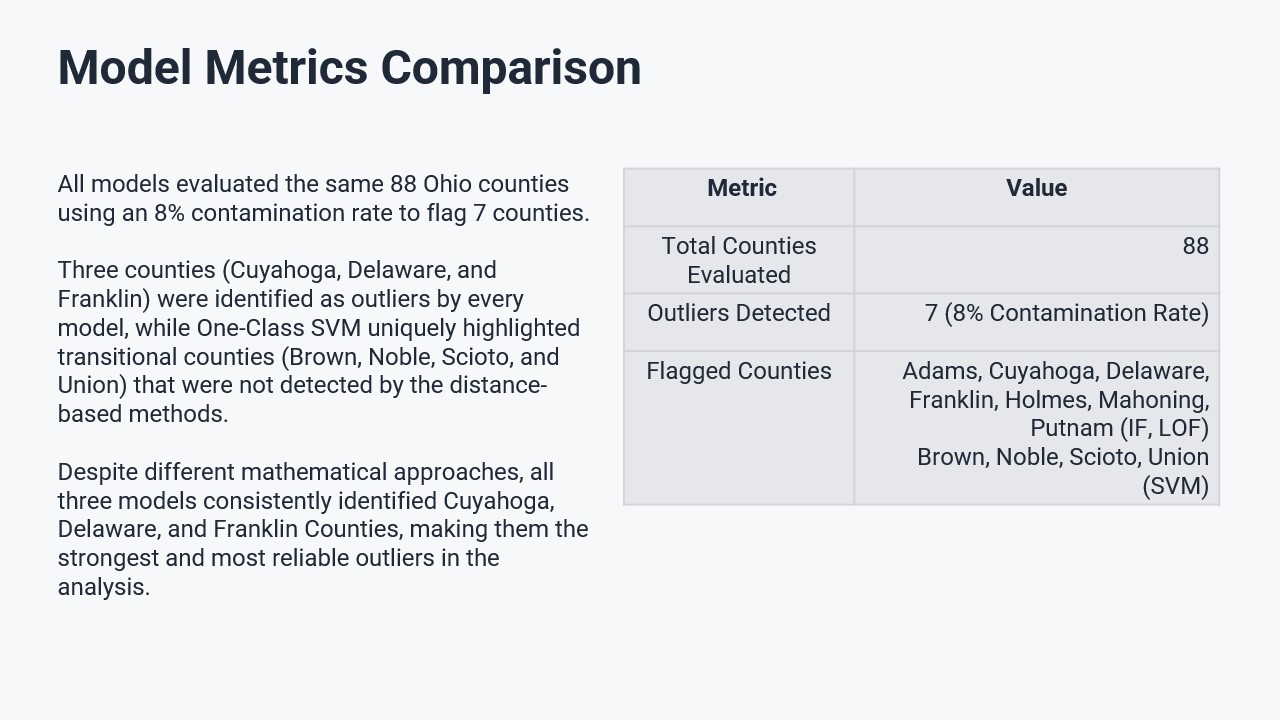 Model Metrics Comparison
All models evaluated the same 88 Ohio counties
using an 8% contamination rate to flag 7 counties.
Three counties (Cuyahoga, Delaware, and
Franklin) were identified as outliers by every
model, while One-Class SVM uniquely highlighted
transitional counties (Brown, Noble, Scioto, and
Union) that were not detected by the distance-
based methods.
Despite different mathematical approaches, all
three models consistently identified Cuyahoga,
Delaware, and Franklin Counties, making them the
strongest and most reliable outliers in the
analysis.
Metric
Value
Total Counties
Evaluated
88
Outliers Detected
7 (8% Contamination Rate)
Flagged Counties
Adams, Cuyahoga, Delaware,
Franklin, Holmes, Mahoning,
Putnam (IF, LOF)
Brown, Noble, Scioto, Union
(SVM)